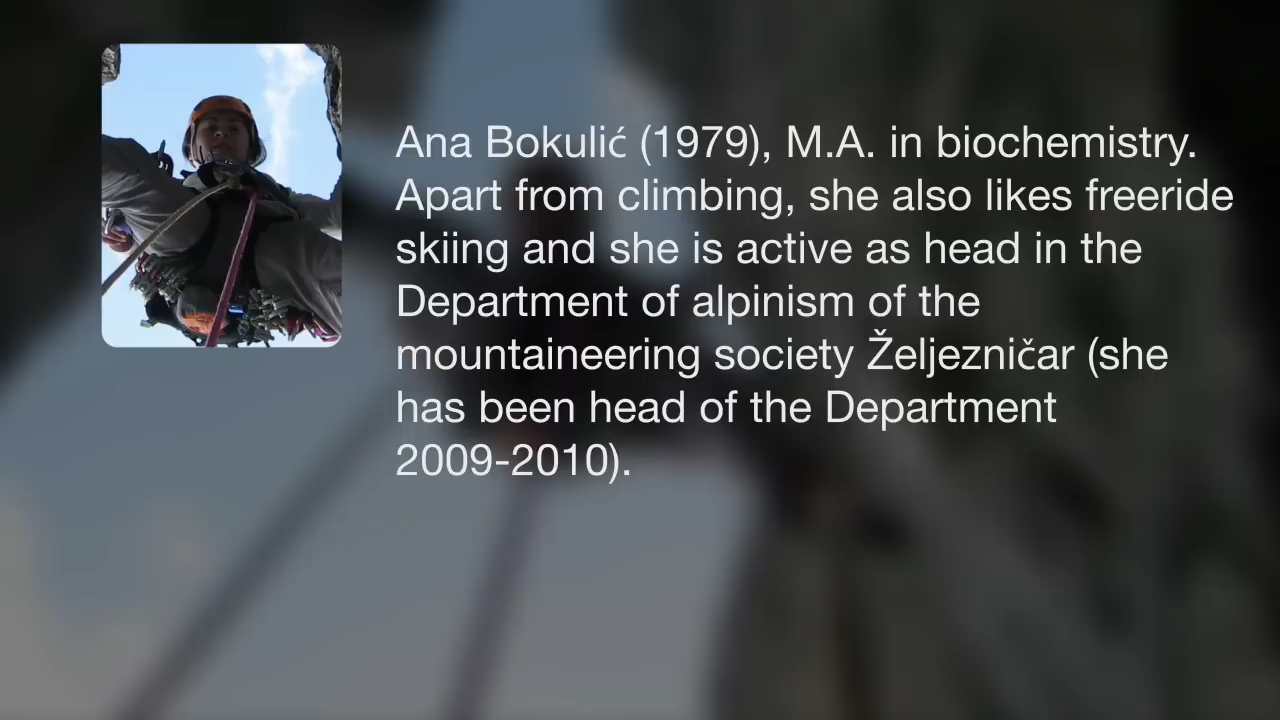 Ana Bokulić (1979), M.A. in biochemistry.
Apart from climbing, she also likes freeride
skiing and she is active as head in the
Department of alpinism of the
mountaineering society Željezničar (she
has been head of the Department
2009-2010).